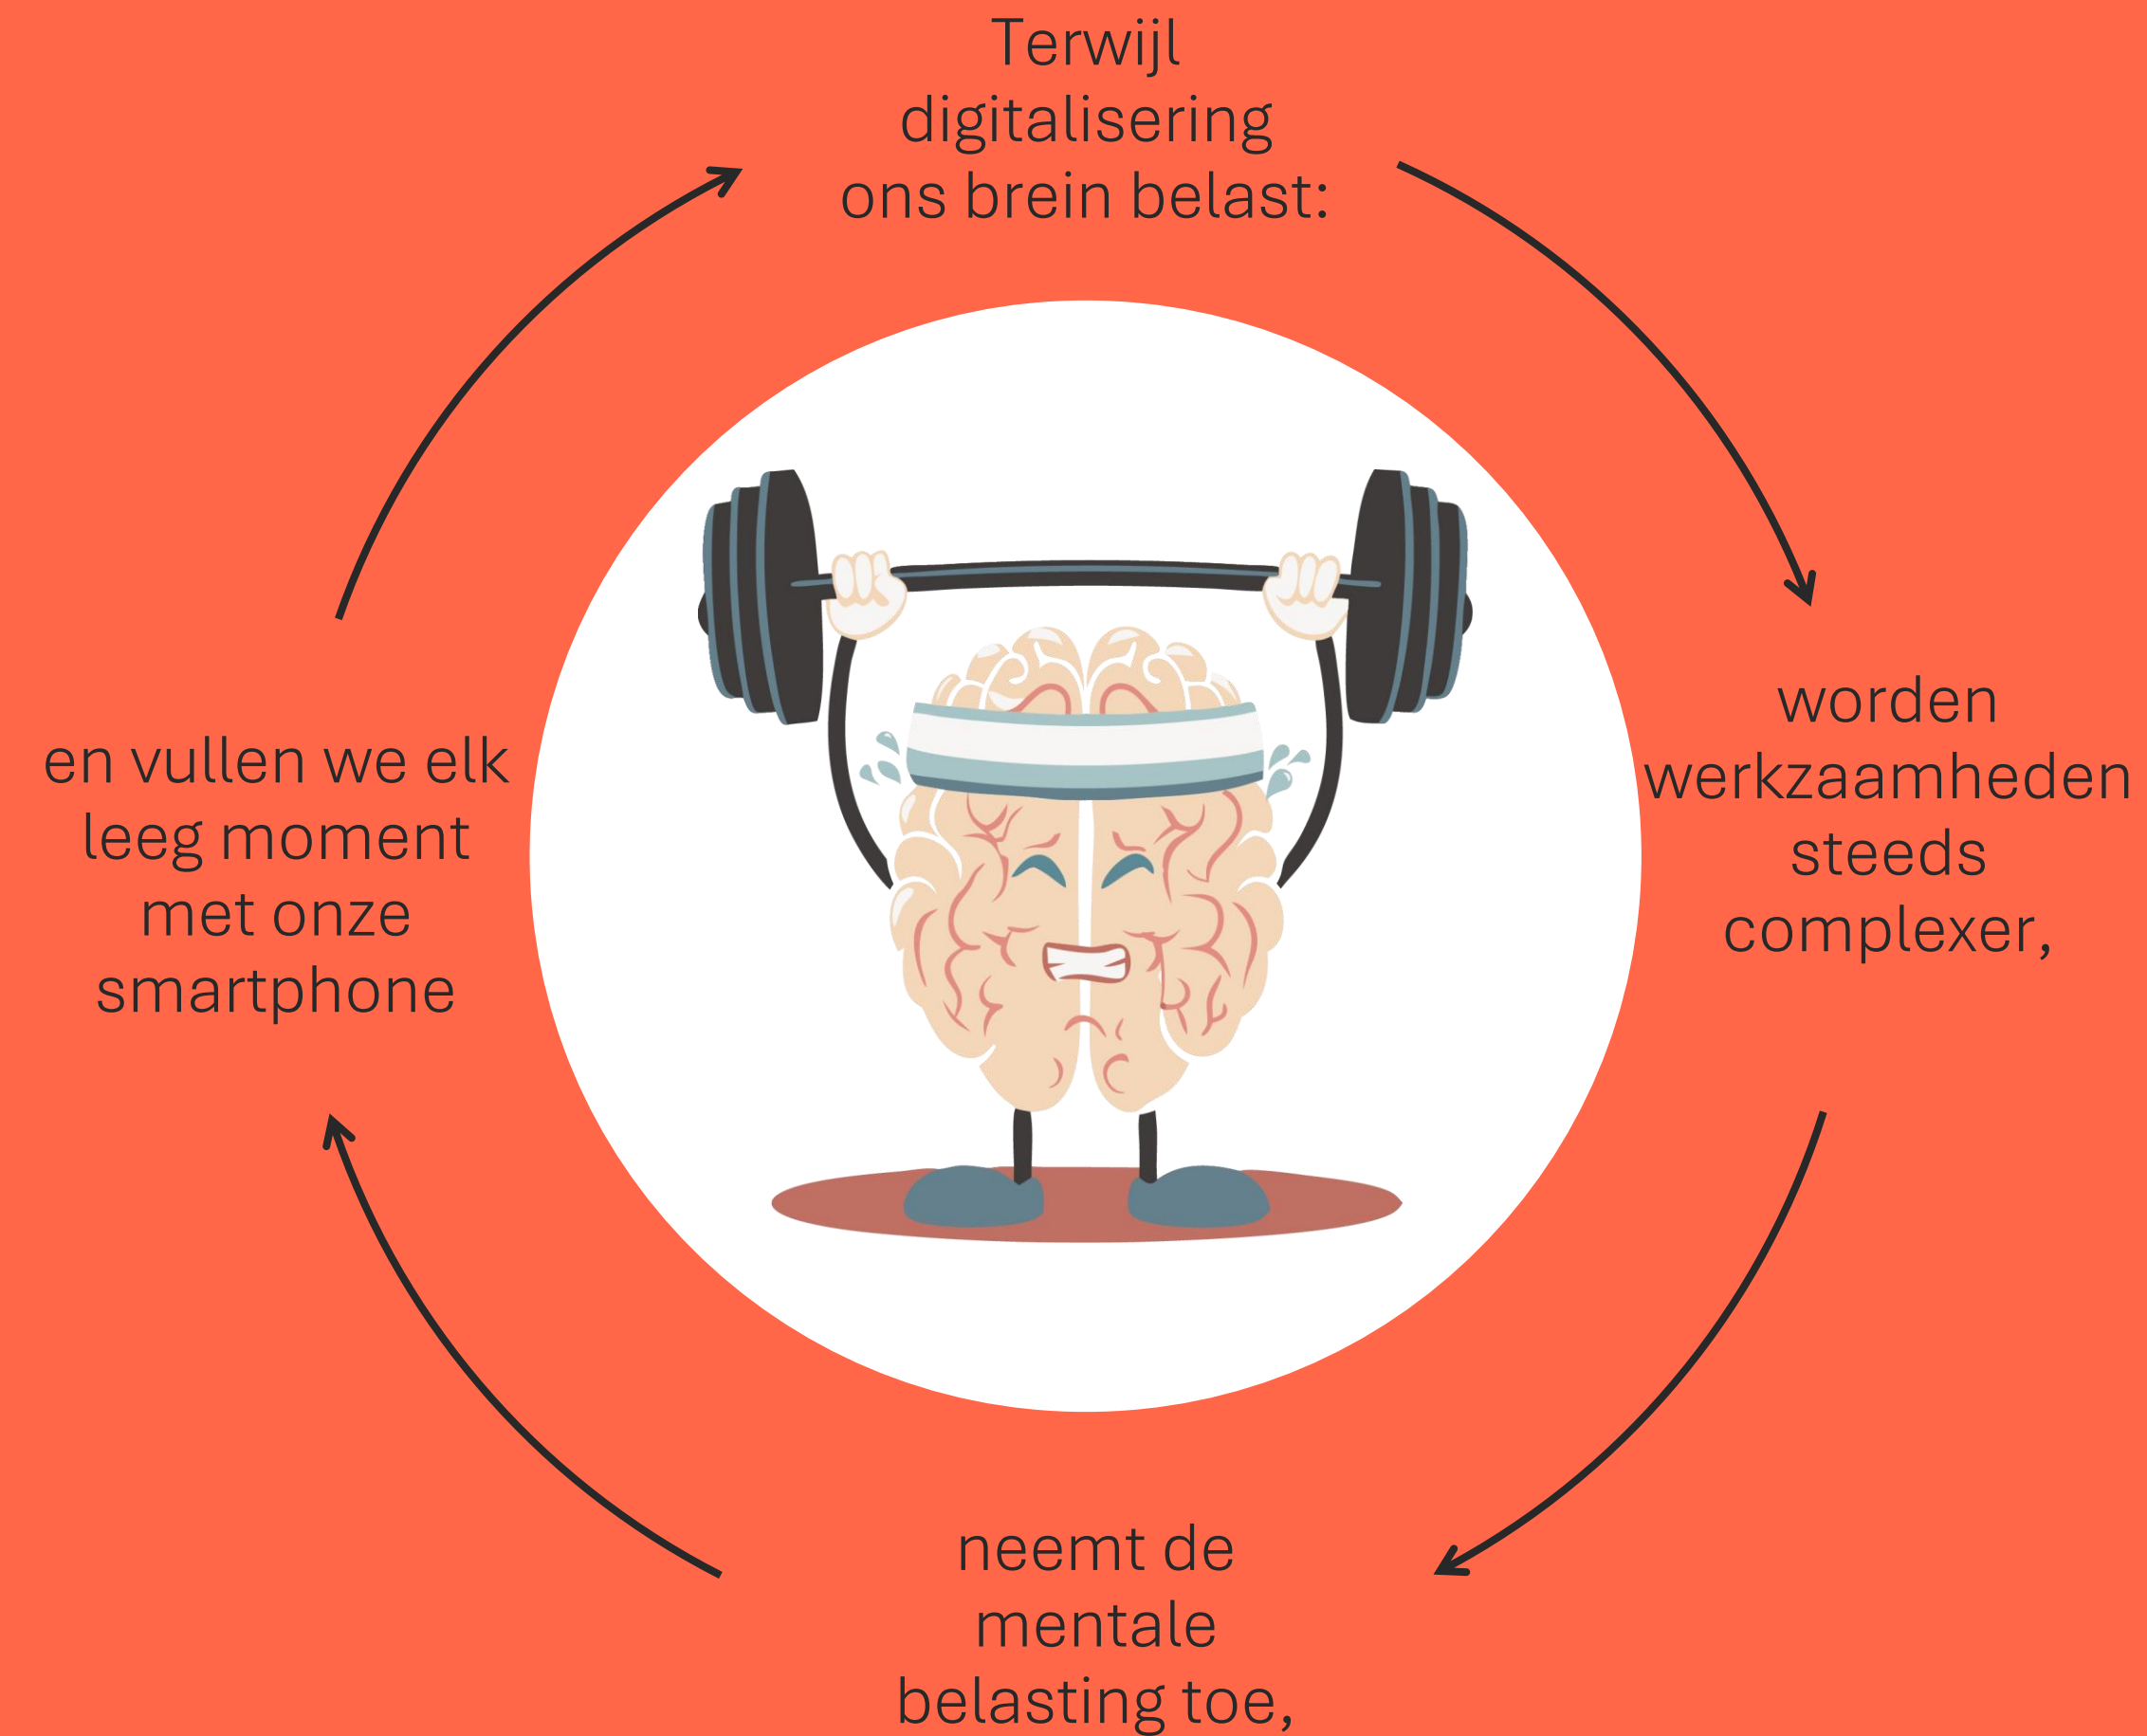 Terwijl
digitalisering
ons brein belast:
worden
werkzaamheden
steeds
complexer,
neemt de
mentale
belasting toe,
en vullen we elk
leeg moment
met onze
smartphone